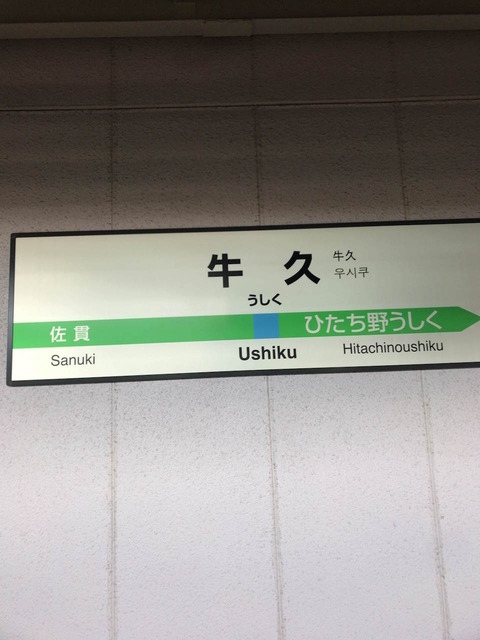 牛久
牛久
우시쿠
うしく
佐貫
ひたち野うしく
Sanuki
Ushiku
Hitachinoushiku